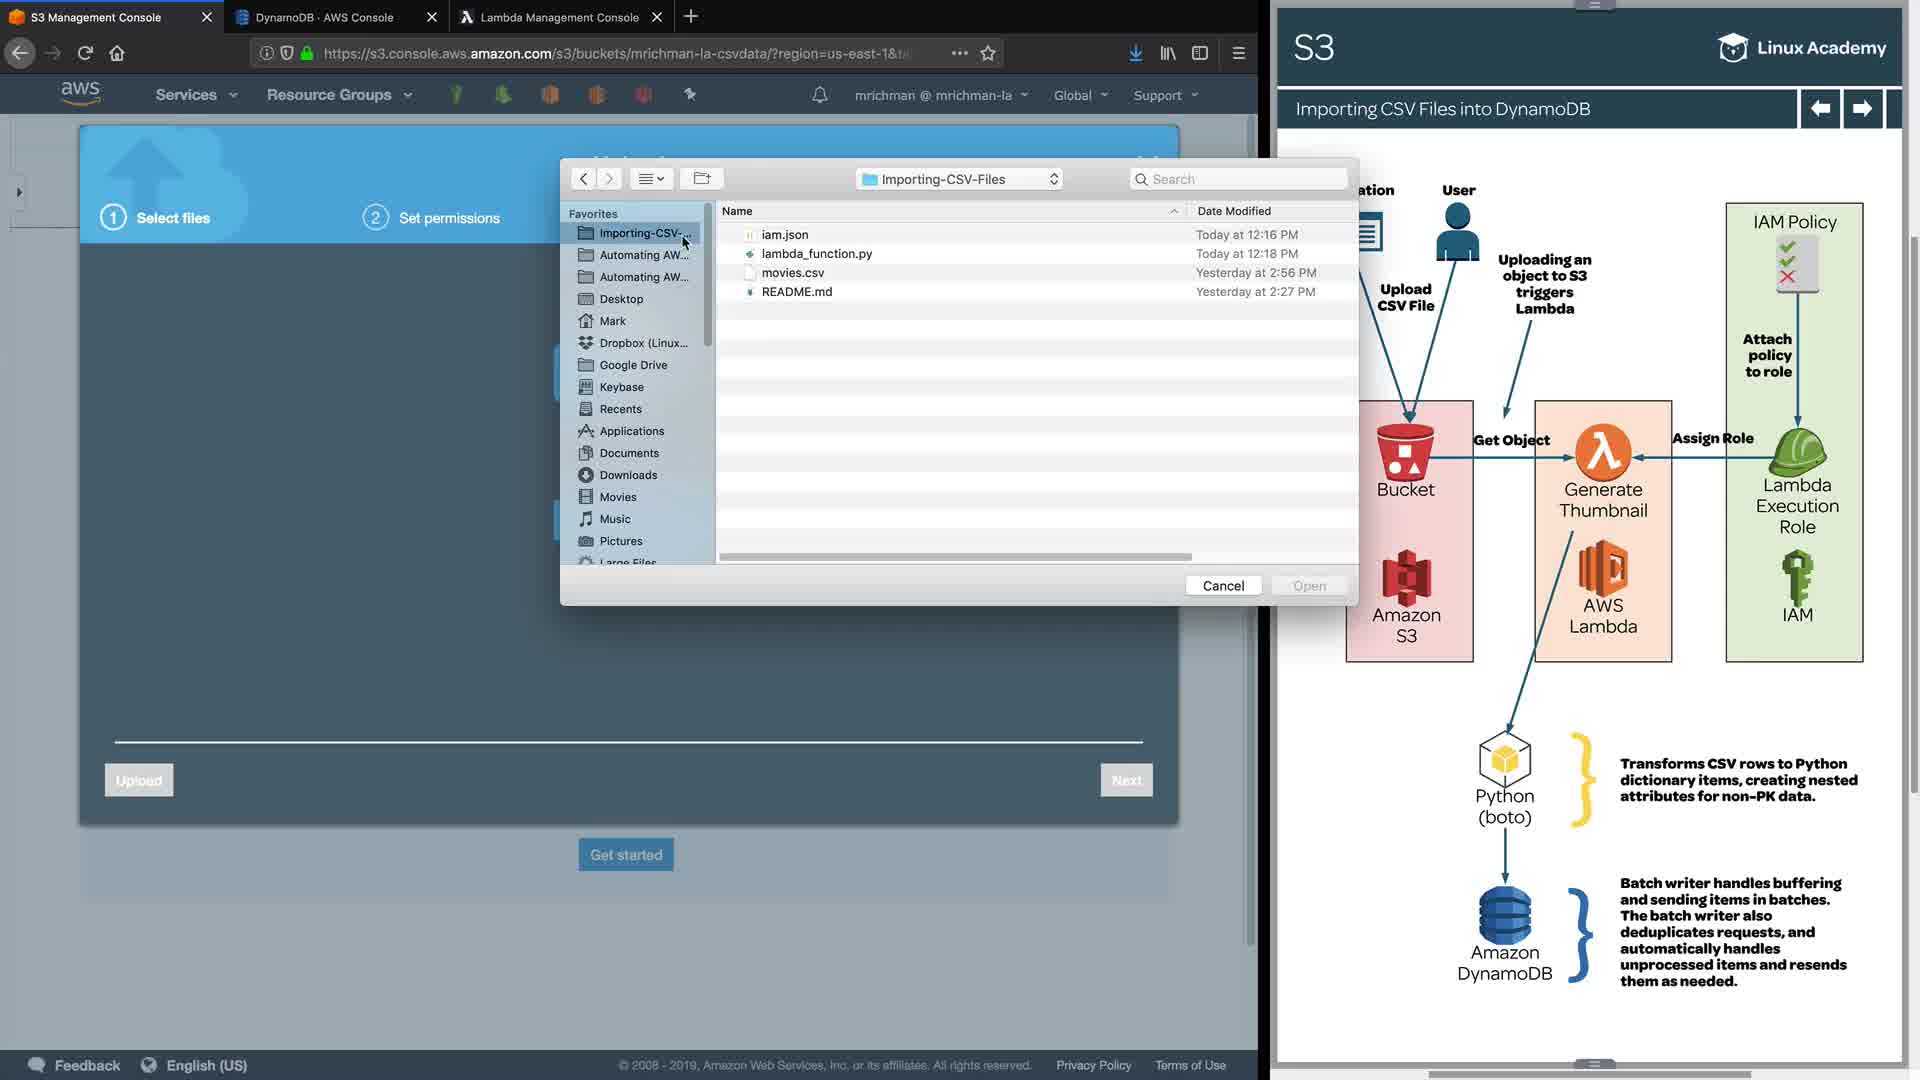 S3 Management Console
DynamoDB · AWS Console
Lambda Management Console
https://s3.console.aws.amazon.com/s3/buckets/mrichman-la-csvdata/?region=us-east-1&t
aws
Services
Resource Groups
mrichman @ mrichman-la
Global
Support
1 Select files
2 Set permissions
Importing-CSV-Files
Search
Favorites
Importing-CSV-...
Automating AW...
Automating AW...
Desktop
Mark
Dropbox (Linux...
Google Drive
Keybase
Recents
Applications
Documents
Downloads
Movies
Music
Pictures
Large Files
Name
Date Modified
iam.json
Today at 12:16 PM
lambda_function.py
Today at 12:18 PM
movies.csv
Yesterday at 2:56 PM
README.md
Yesterday at 2:27 PM
Cancel
Open
Upload
Next
Get started
Feedback
English (US)
© 2008 - 2019, Amazon Web Services, Inc. or its affiliates. All rights reserved.
Privacy Policy
Terms of Use
S3
Linux Academy
Importing CSV Files into DynamoDB
ation
User
Upload
CSV File
Uploading an
object to S3
triggers
Lambda
IAM Policy
Attach
policy
to role
Bucket
Get Object
Generate
Thumbnail
Assign Role
Lambda
Execution
Role
Amazon
S3
AWS
Lambda
IAM
Python
(boto)
Transforms CSV rows to Python
dictionary items, creating nested
attributes for non-PK data.
Amazon
DynamoDB
Batch writer handles buffering
and sending items in batches.
The batch writer also
deduplicates requests, and
automatically handles
unprocessed items and resends
them as needed.